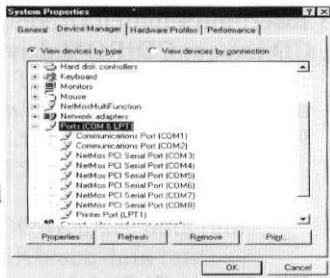 System Properties
General Device Manager Hardware Profiles Performance
View devices by type View devices by connection
Hard disk controllers
Keyboard
Monitors
Mouse
NetMosMultiFunction
Network adapters
Ports (COM & LPT)
Communications Port (COM1)
Communications Port (COM2)
NetMos PCI Serial Port (COM3)
NetMos PCI Serial Port (COM4)
NetMos PCI Serial Port (COM5)
NetMos PCI Serial Port (COM6)
NetMos PCI Serial Port (COM7)
NetMos PCI Serial Port (COM8)
Printer Port (LPT1)
Properties Refresh Remove Print...
OK Cancel